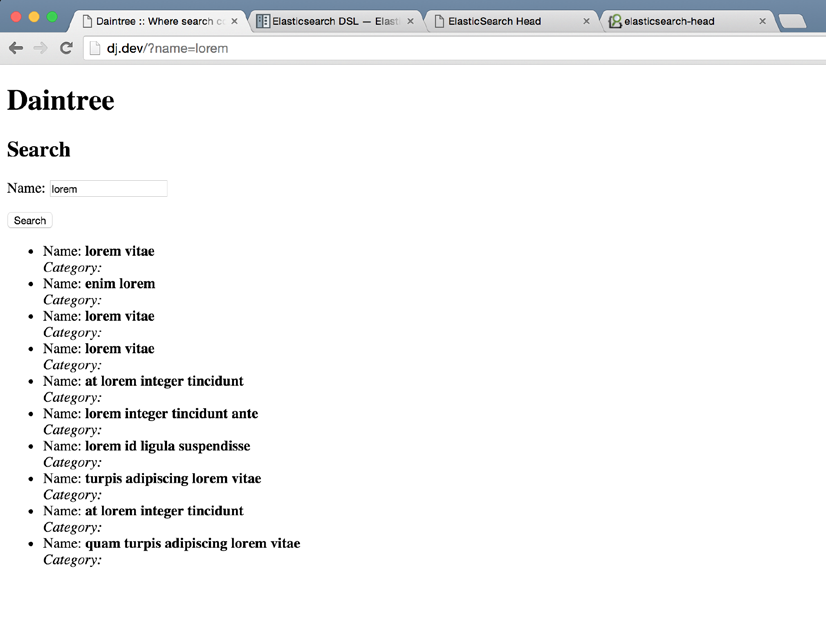 Daintree :: Where search co
Elasticsearch DSL — Elasti
ElasticSearch Head
elasticsearch-head
dj.dev/?name=lorem
Daintree
Search
Name: lorem
Search
Name: lorem vitae
Category:
Name: enim lorem
Category:
Name: lorem vitae
Category:
Name: lorem vitae
Category:
Name: at lorem integer tincidunt
Category:
Name: lorem integer tincidunt ante
Category:
Name: lorem id ligula suspendisse
Category:
Name: turpis adipiscing lorem vitae
Category:
Name: at lorem integer tincidunt
Category:
Name: quam turpis adipiscing lorem vitae
Category: